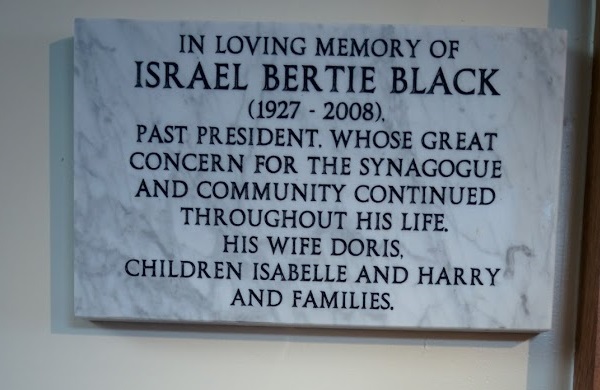 IN LOVING MEMORY OF
ISRAEL BERTIE BLACK
(1927 - 2008),
PAST PRESIDENT. WHOSE GREAT
CONCERN FOR THE SYNAGOGUE
AND COMMUNITY CONTINUED
THROUGHOUT HIS LIFE.
HIS WIFE DORIS,
CHILDREN ISABELLE AND HARRY
AND FAMILIES.